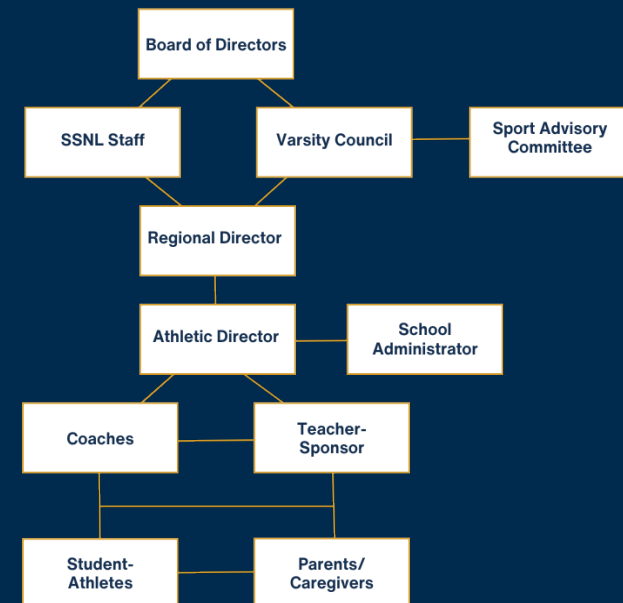 Board of Directors
SSNL Staff
Varsity Council
Sport Advisory
Committee
Regional Director
Athletic Director
School
Administrator
Coaches
Teacher-
Sponsor
Student-
Athletes
Parents/
Caregivers